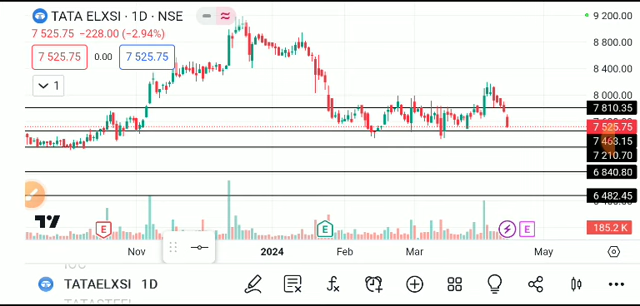 TATA ELXSI · 1D · NSE
7 525.75 −228.00 (−2.94%)
7 525.75 0.00 7 525.75
1
9 200.00
8 800.00
8 400.00
8 000.00
7 810.35
7 525.75
7 463.15
7 210.70
6 840.80
6 482.45
185.2 K
E E E
Nov 2024 Feb Mar May
TATAELXSI 1D
TATASTEEL